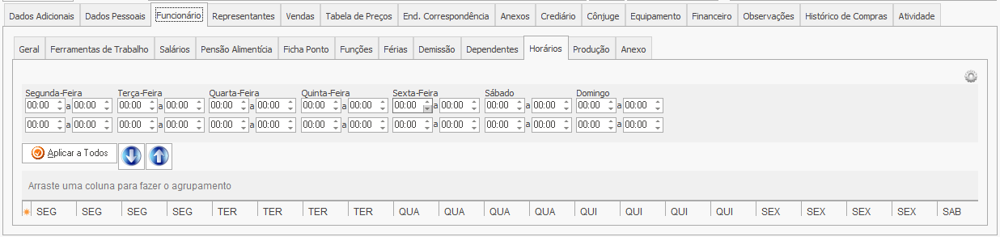 Dados Adicionais Dados Pessoais Funcionário Representantes Vendas Tabela de Preços End. Correspondência Anexos Crediário Cônjuge Equipamento Financeiro Observações Histórico de Compras Atividade
Geral Ferramentas de Trabalho Salários Pensão Alimentícia Ficha Ponto Funções Férias Demissão Dependentes Horários Produção Anexo
Segunda-Feira Terça-Feira Quarta-Feira Quinta-Feira Sexta-Feira Sábado Domingo
00:00 a 00:00 00:00 a 00:00 00:00 a 00:00 00:00 a 00:00 00:00 a 00:00 00:00 a 00:00 00:00 a 00:00
00:00 a 00:00 00:00 a 00:00 00:00 a 00:00 00:00 a 00:00 00:00 a 00:00 00:00 a 00:00 00:00 a 00:00
Aplicar a Todos
Arraste uma coluna para fazer o agrupamento
SEG SEG SEG SEG TER TER TER TER QUA QUA QUA QUA QUI QUI QUI QUI SEX SEX SEX SEX SAB